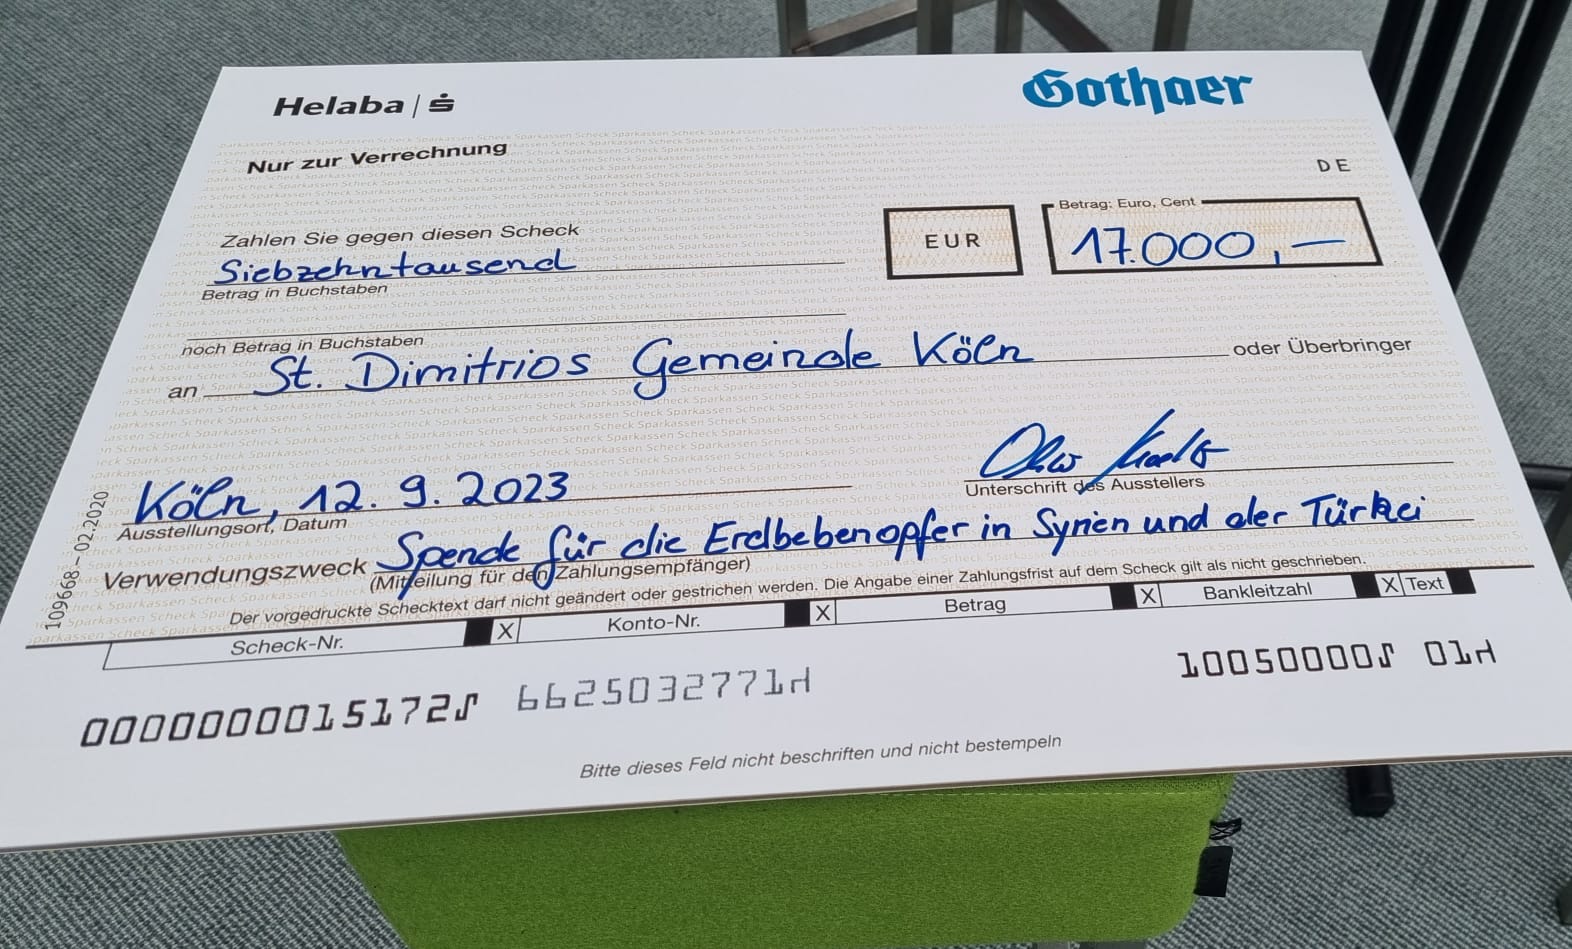 Helaba
Gothaer
Nur zur Verrechnung
DE
Zahlen Sie gegen diesen Scheck
EUR
Betrag: Euro, Cent
17.000,—
Siebzehntausend
Betrag in Buchstaben
noch Betrag in Buchstaben
an St. Dimitrios Gemeinde Köln oder Überbringer
Köln, 12. 9. 2023
Ausstellungsort, Datum
Unterschrift des Ausstellers
Verwendungszweck Spende für die Erdbebenopfer in Syrien und der Türkei
(Mitteilung für den Zahlungsempfänger)
109668 – 02.2020
Der vorgedruckte Schecktext darf nicht geändert oder gestrichen werden. Die Angabe einer Zahlungsfrist auf dem Scheck gilt als nicht geschrieben.
Scheck-Nr. X Konto-Nr. X Betrag X Bankleitzahl X Text
0000000015172⑀ 6625032771⑁ 10050000⑀ 01⑁
Bitte dieses Feld nicht beschriften und nicht bestempeln